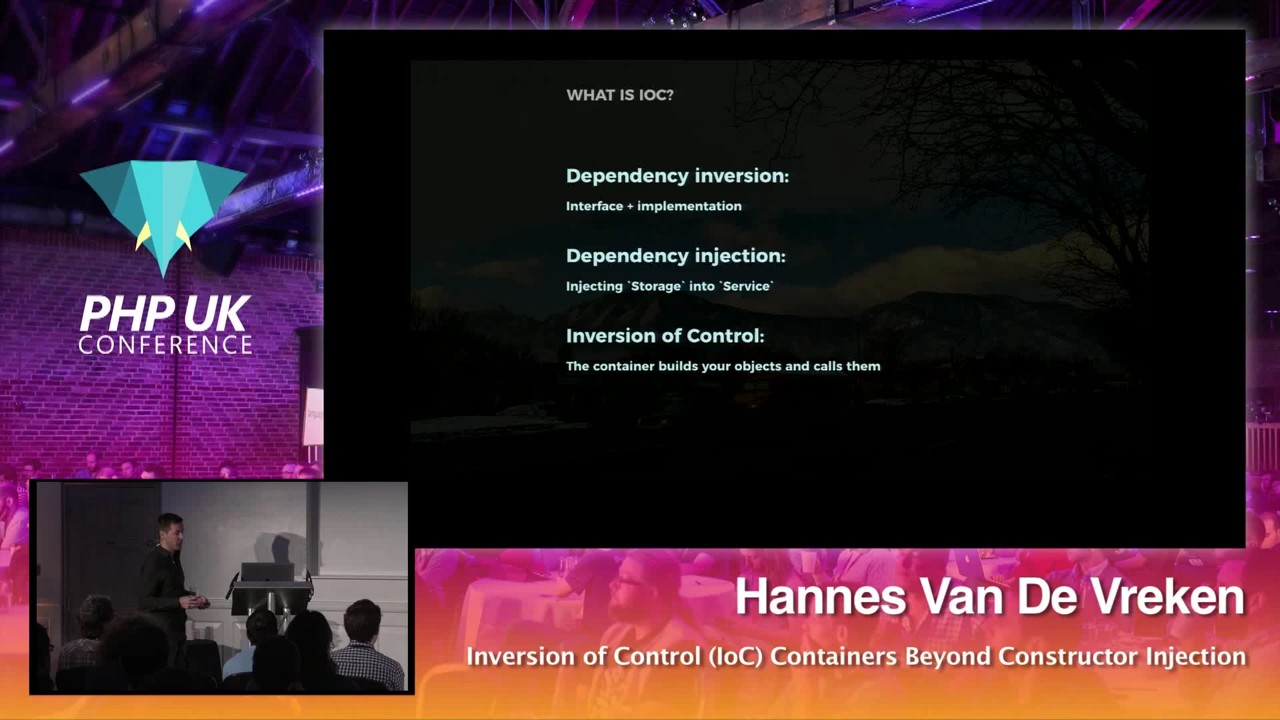 WHAT IS IOC?
Dependency inversion:
Interface + implementation
Dependency injection:
Injecting `Storage` into `Service`
Inversion of Control:
The container builds your objects and calls them
PHP UK
CONFERENCE
Hannes Van De Vreken
Inversion of Control (IoC) Containers Beyond Constructor Injection